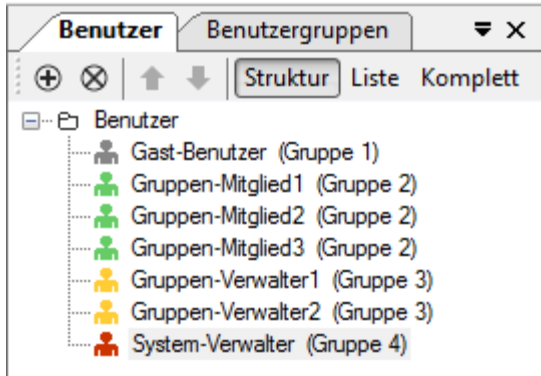 Benutzer Benutzergruppen
Struktur Liste Komplett
Benutzer
Gast-Benutzer (Gruppe 1)
Gruppen-Mitglied1 (Gruppe 2)
Gruppen-Mitglied2 (Gruppe 2)
Gruppen-Mitglied3 (Gruppe 2)
Gruppen-Verwalter1 (Gruppe 3)
Gruppen-Verwalter2 (Gruppe 3)
System-Verwalter (Gruppe 4)